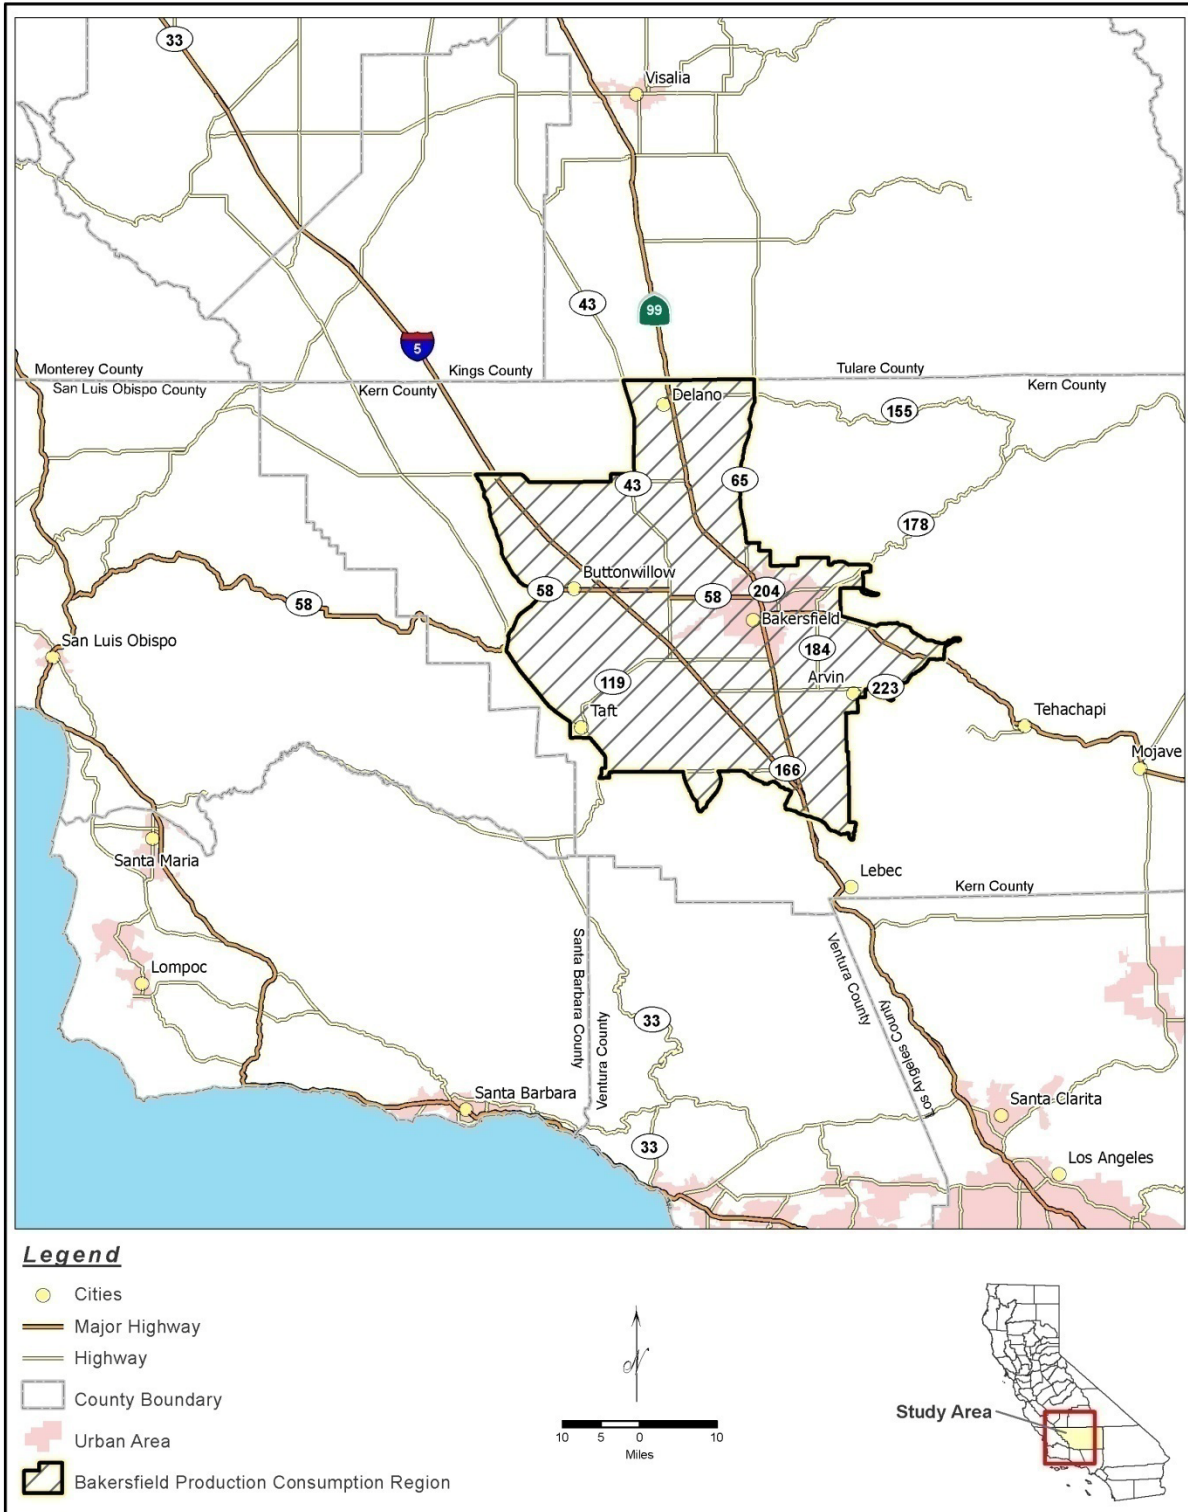 33
Visalia
43
99
5
Monterey County
San Luis Obispo County
Kings County
Kern County
Tulare County
Kern County
Delano
155
43
65
178
Buttonwillow
58
58
204
58
Bakersfield
San Luis Obispo
184
119
Arvin
223
Taft
Tehachapi
Mojave
166
Santa Maria
Lebec
Kern County
Lompoc
Santa Barbara County
Ventura County
Ventura County
Los Angeles County
33
Santa Barbara
33
Santa Clarita
Los Angeles
Legend
Cities
Major Highway
Highway
County Boundary
Urban Area
Bakersfield Production Consumption Region
N
10 5 0 10
Miles
Study Area